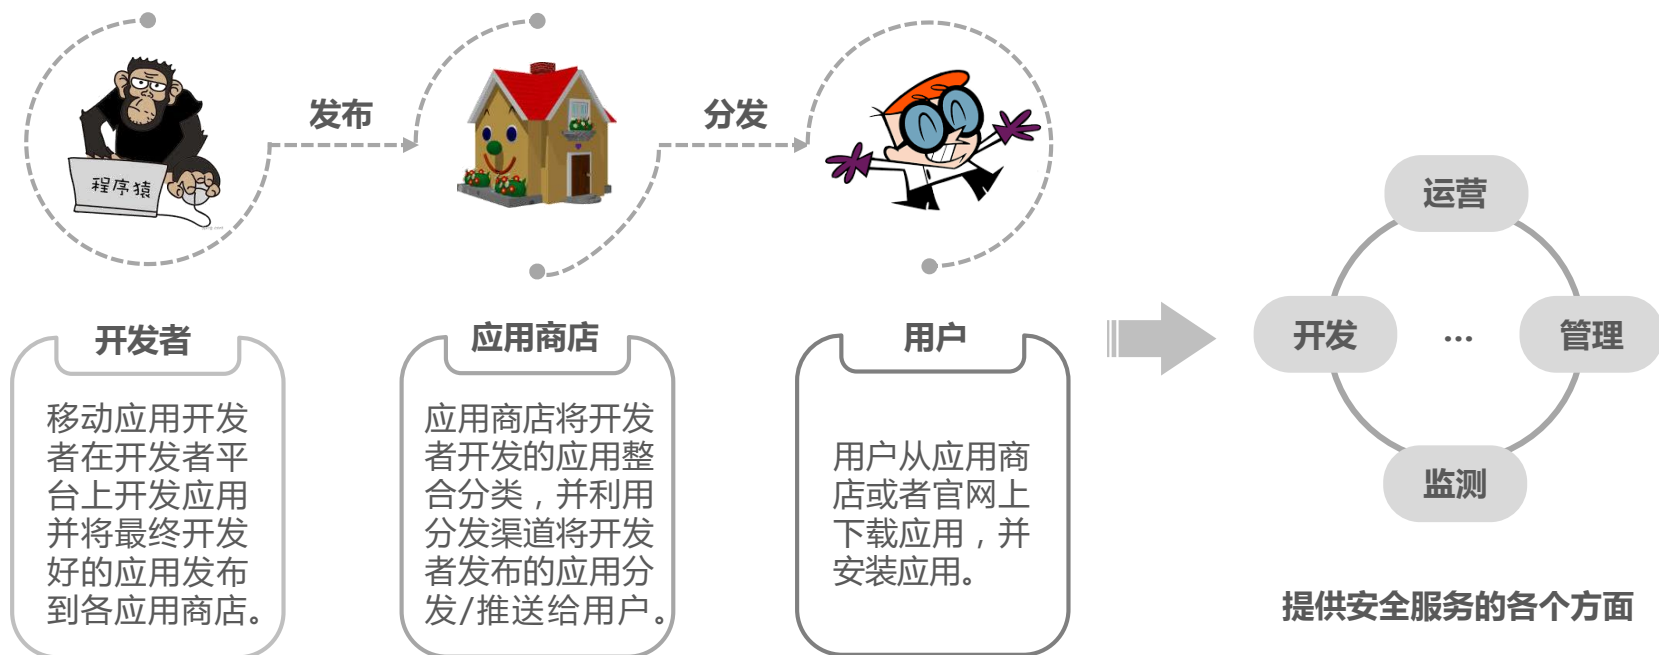 发布
分发
程序猿
开发者
移动应用开发
者在开发者平
台上开发应用
并将最终开发
好的应用发布
到各应用商店。
应用商店
应用商店将开发
者开发的应用整
合分类，并利用
分发渠道将开发
者发布的应用分
发/推送给用户。
用户
用户从应用商
店或者官网上
下载应用，并
安装应用。
运营
开发
...
管理
监测
提供安全服务的各个方面